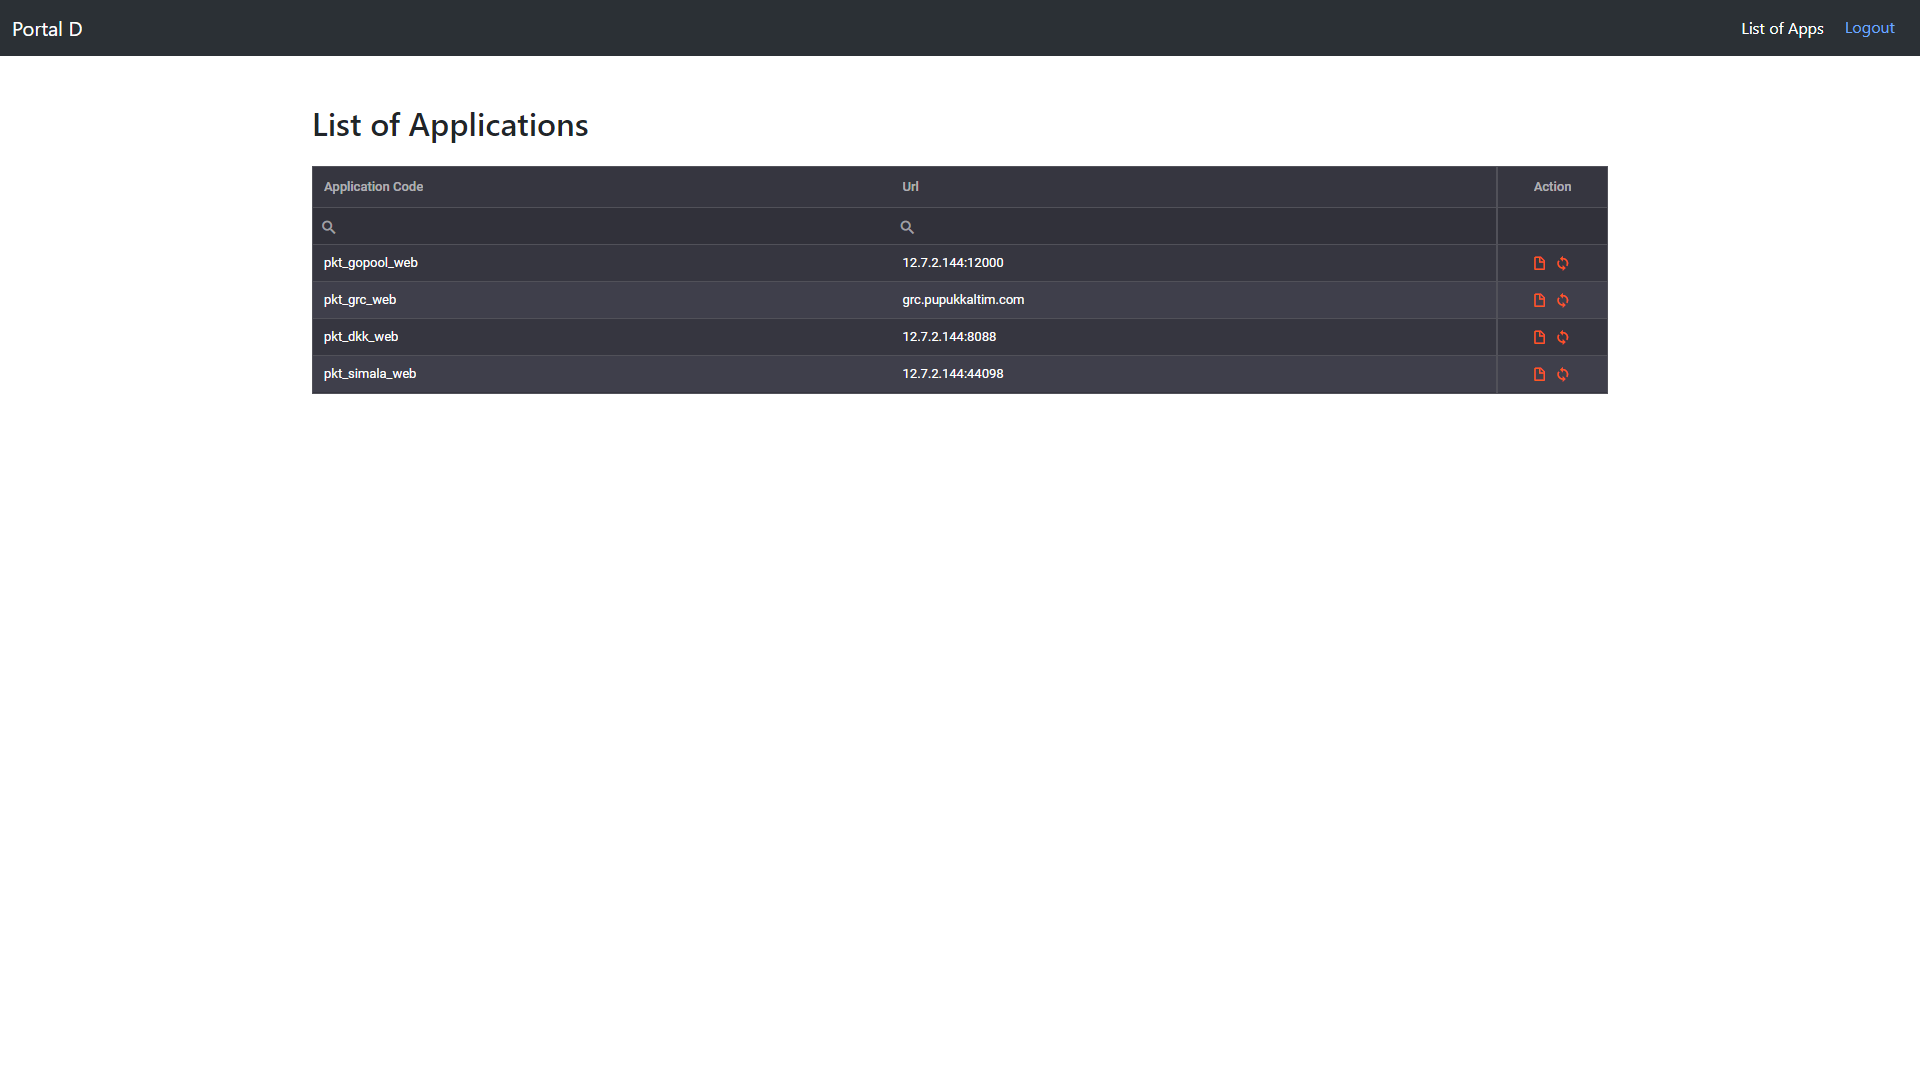 Portal D
List of Apps
Logout
List of Applications
Application Code Url Action
pkt_gopool_web 12.7.2.144:12000
pkt_grc_web grc.pupukkaltim.com
pkt_dkk_web 12.7.2.144:8088
pkt_simala_web 12.7.2.144:44098